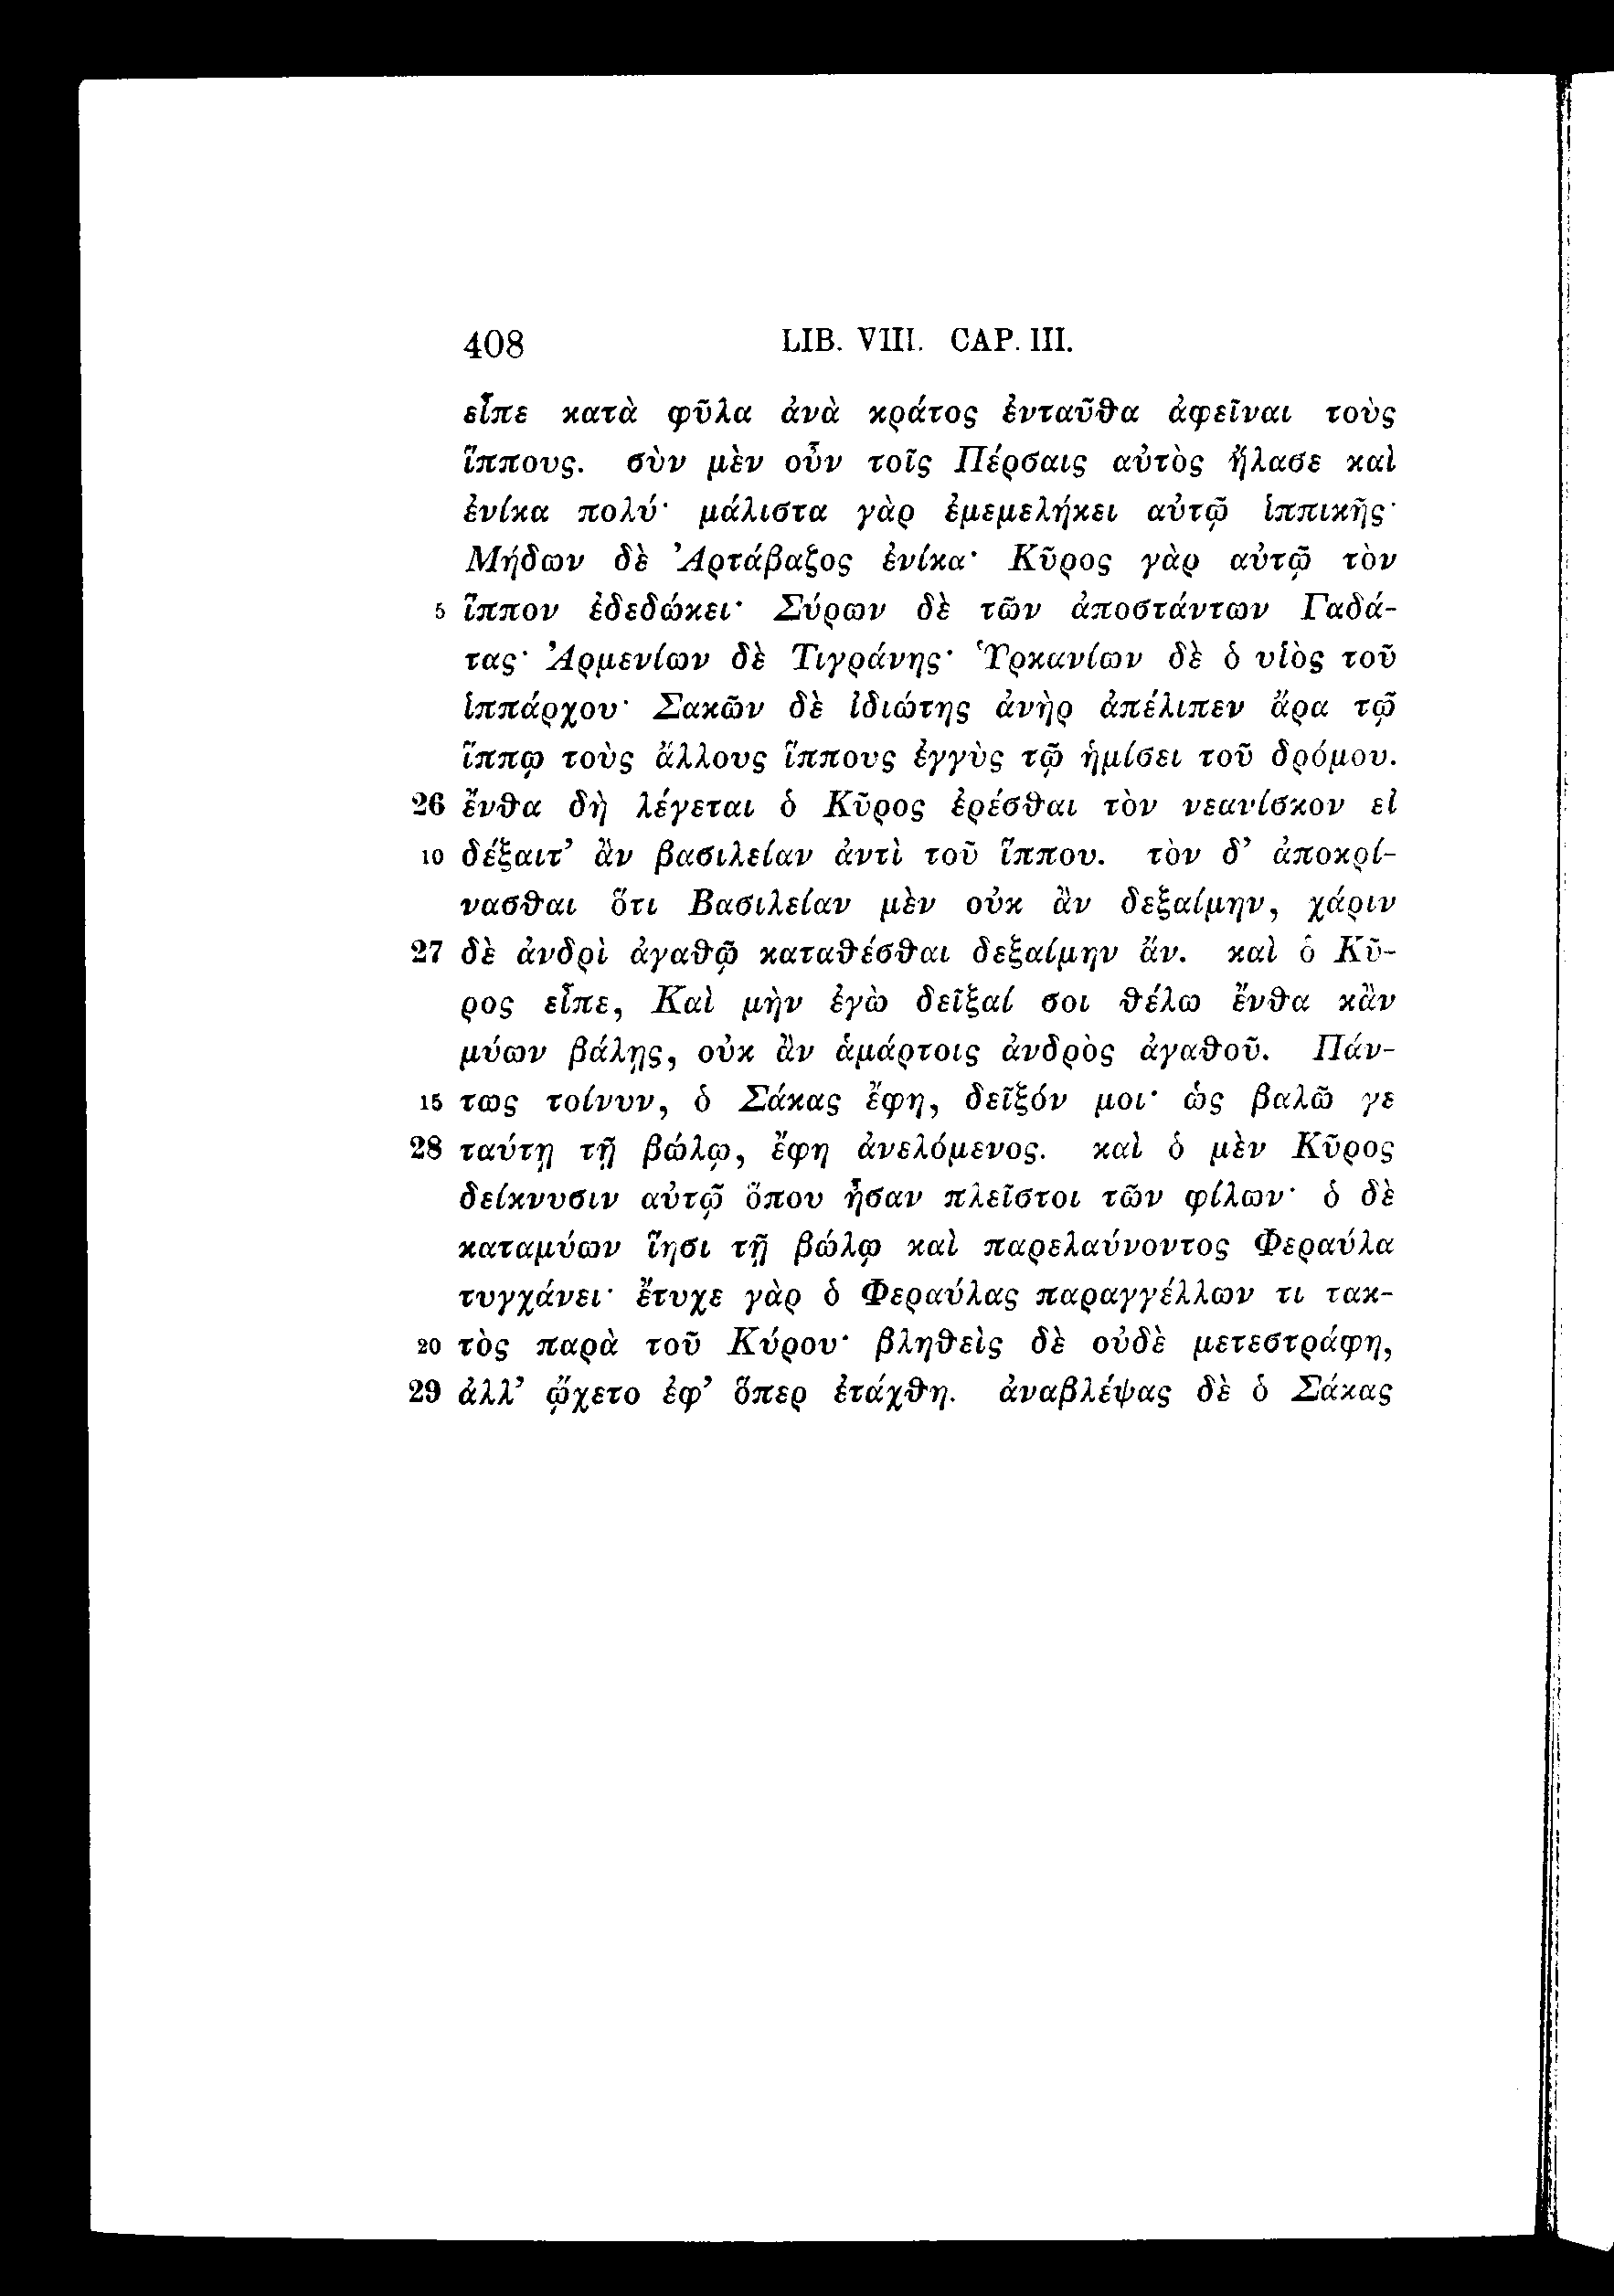 408 LIB. VIII. CAP. III.
εἶπε κατὰ φῦλα ἀνὰ κράτος ἐνταῦθα ἀφεῖναι τοὺς
ἵππους. σὺν μὲν οὖν τοῖς Πέρσαις αὐτὸς ἤλασε καὶ
ἐνίκα πολύ· μάλιστα γὰρ ἐμεμελήκει αὐτῷ ἱππικῆς·
Μήδων δὲ Ἀρτάβαζος ἐνίκα· Κῦρος γὰρ αὐτῷ τὸν
5 ἵππον ἐδεδώκει· Σύρων δὲ τῶν ἀποστάντων Γαδά-
τας· Ἀρμενίων δὲ Τιγράνης· Ὑρκανίων δὲ ὁ υἱὸς τοῦ
ἱππάρχου· Σακῶν δὲ ἰδιώτης ἀνὴρ ἀπέλιπεν ἄρα τῷ
ἵππῳ τοὺς ἄλλους ἵππους ἐγγὺς τῷ ἡμίσει τοῦ δρόμου.
26 ἔνθα δὴ λέγεται ὁ Κῦρος ἐρέσθαι τὸν νεανίσκον εἰ
10 δέξαιτ’ ἂν βασιλείαν ἀντὶ τοῦ ἵππου. τὸν δ’ ἀποκρί-
νασθαι ὅτι Βασιλείαν μὲν οὐκ ἂν δεξαίμην, χάριν
27 δὲ ἀνδρὶ ἀγαθῷ καταθέσθαι δεξαίμην ἄν. καὶ ὁ Κῦ-
ρος εἶπε, Καὶ μὴν ἐγὼ δεῖξαί σοι θέλω ἔνθα κἂν
μύων βάλῃς, οὐκ ἂν ἁμάρτοις ἀνδρὸς ἀγαθοῦ. Πάν-
15 τως τοίνυν, ὁ Σάκας ἔφη, δεῖξόν μοι· ὡς βαλῶ γε
28 ταύτῃ τῇ βώλῳ, ἔφη ἀνελόμενος. καὶ ὁ μὲν Κῦρος
δείκνυσιν αὐτῷ ὅπου ἦσαν πλεῖστοι τῶν φίλων· ὁ δὲ
καταμύων ἵησι τῇ βώλῳ καὶ παρελαύνοντος Φεραύλα
τυγχάνει· ἔτυχε γὰρ ὁ Φεραύλας παραγγέλλων τι τακ-
20 τὸς παρὰ τοῦ Κύρου· βληθεὶς δὲ οὐδὲ μετεστράφη,
29 ἀλλ’ ᾤχετο ἐφ’ ὅπερ ἐτάχθη. ἀναβλέψας δὲ ὁ Σάκας